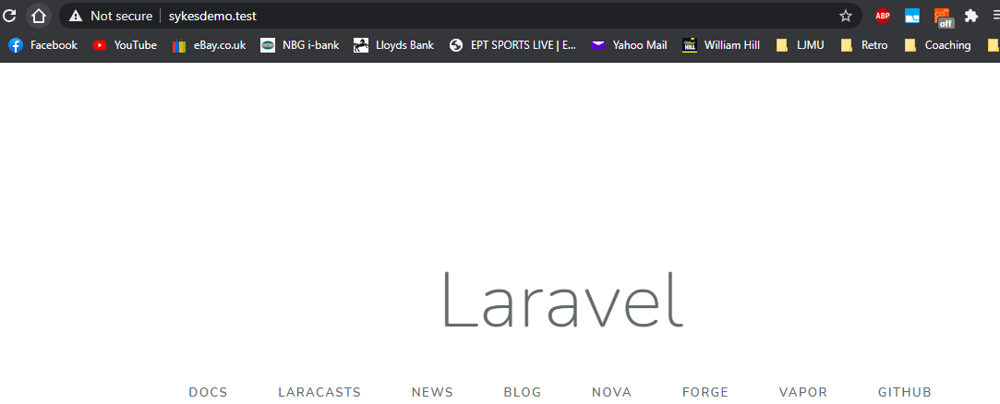 Not secure sykesdemo.test ABP
off
Facebook YouTube eBay.co.uk NBG i-bank Lloyds Bank EPT SPORTS LIVE | E... Yahoo Mail William Hill LJMU Retro Coaching
Laravel
DOCS LARACASTS NEWS BLOG NOVA FORGE VAPOR GITHUB